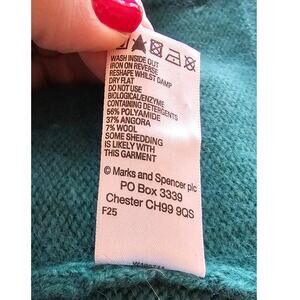 WASH INSIDE OUT
IRON ON REVERSE
RESHAPE WHILST DAMP
DRY FLAT
DO NOT USE
BIOLOGICAL/ENZYME
CONTAINING DETERGENTS
56% POLYAMIDE
37% ANGORA
7% WOOL
SOME SHEDDING
IS LIKELY WITH
THIS GARMENT
© Marks and Spencer plc
PO Box 3339
Chester CH99 9QS
F25